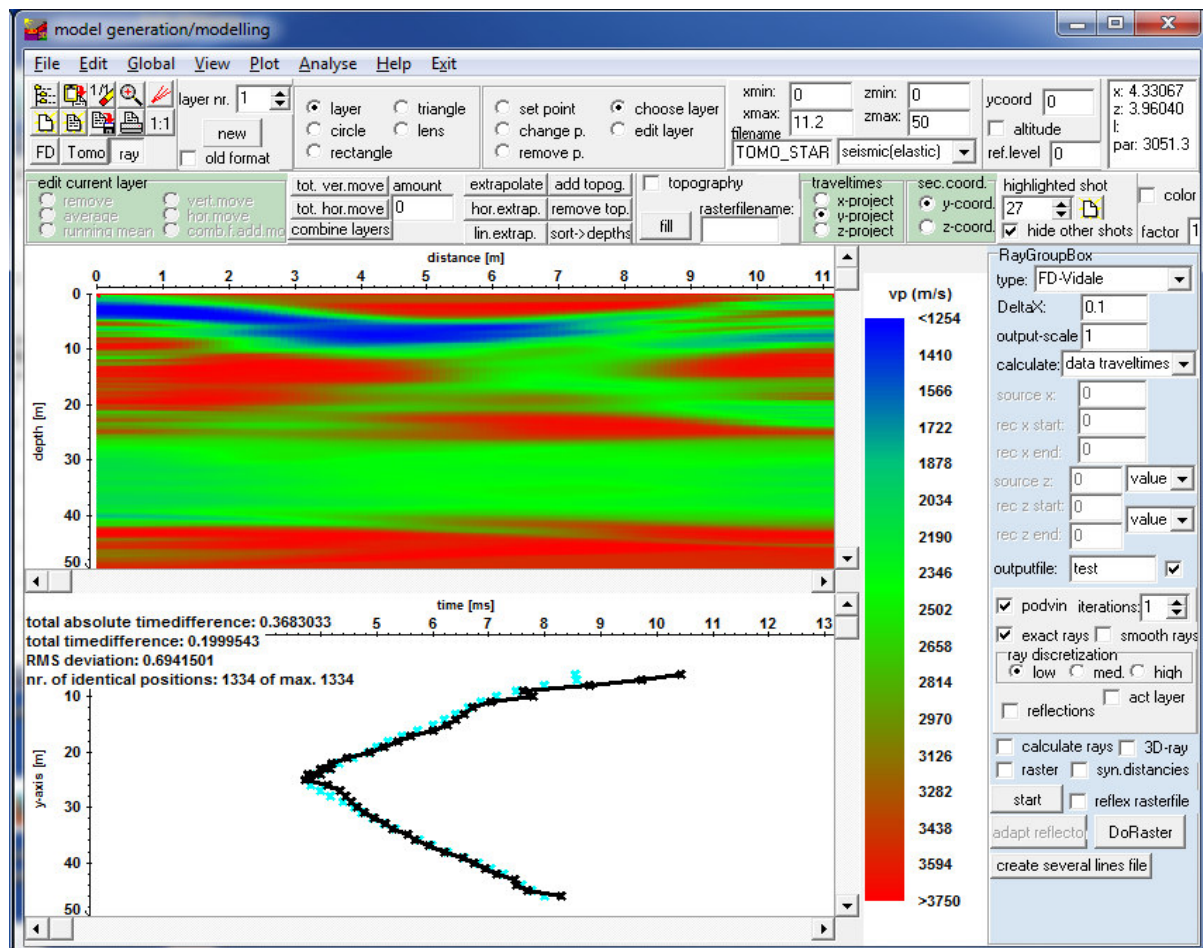 model generation/modelling
File Edit Global View Plot Analyse Help Exit
layer nr. 1
new
old format
1:1
FD Tomo ray
layer triangle
circle lens
rectangle
set point choose layer
change p. edit layer
remove p.
xmin: 0 zmin: 0
xmax: 11.2 zmax: 50
filename
TOMO_STAR seismic(elastic)
ycoord 0
altitude
ref.level 0
x: 4.33067
z: 3.96040
l:
par: 3051.3
edit current layer
remove vert.move
average hor.move
running mean comb.f.add.mo
tot. ver.move amount
tot. hor.move 0
combine layers
extrapolate add topog.
hor.extrap. remove top.
lin.extrap. sort->depths
topography
rasterfilename:
fill
traveltimes
x-project
y-project
z-project
sec.coord.
y-coord.
z-coord.
highlighted shot
27
hide other shots
color
factor 1
distance [m]
0 1 2 3 4 5 6 7 8 9 10 11
depth [m]
0
10
20
30
40
50
time [ms]
5 6 7 8 9 10 11 12 13
total absolute timedifference: 0.3683033
total timedifference: 0.1999543
RMS deviation: 0.6941501
nr. of identical positions: 1334 of max. 1334
y-axis [m]
10
20
30
40
50
vp (m/s)
<1254
1410
1566
1722
1878
2034
2190
2346
2502
2658
2814
2970
3126
3282
3438
3594
>3750
RayGroupBox
type: FD-Vidale
DeltaX: 0.1
output-scale 1
calculate: data traveltimes
source x: 0
rec x start: 0
rec x end: 0
source z: 0 value
rec z start: 0
value
rec z end: 0
outputfile: test
podvin iterations: 1
exact rays smooth rays
ray discretization
low med. high
act layer
reflections
calculate rays 3D-ray
raster syn.distancies
start reflex rasterfile
adapt reflecto DoRaster
create several lines file